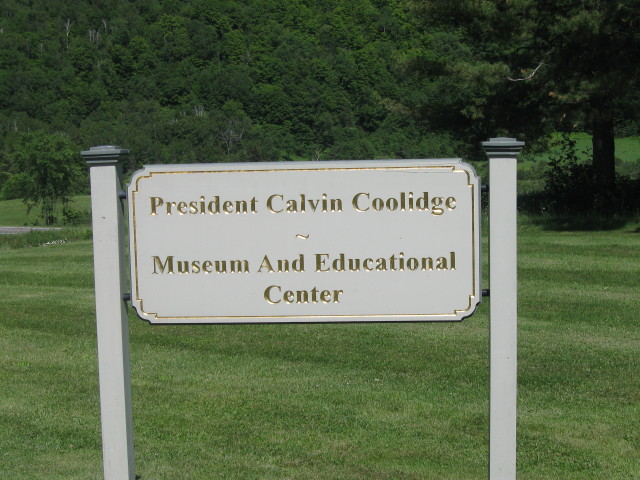 President Calvin Coolidge
~
Museum And Educational
Center